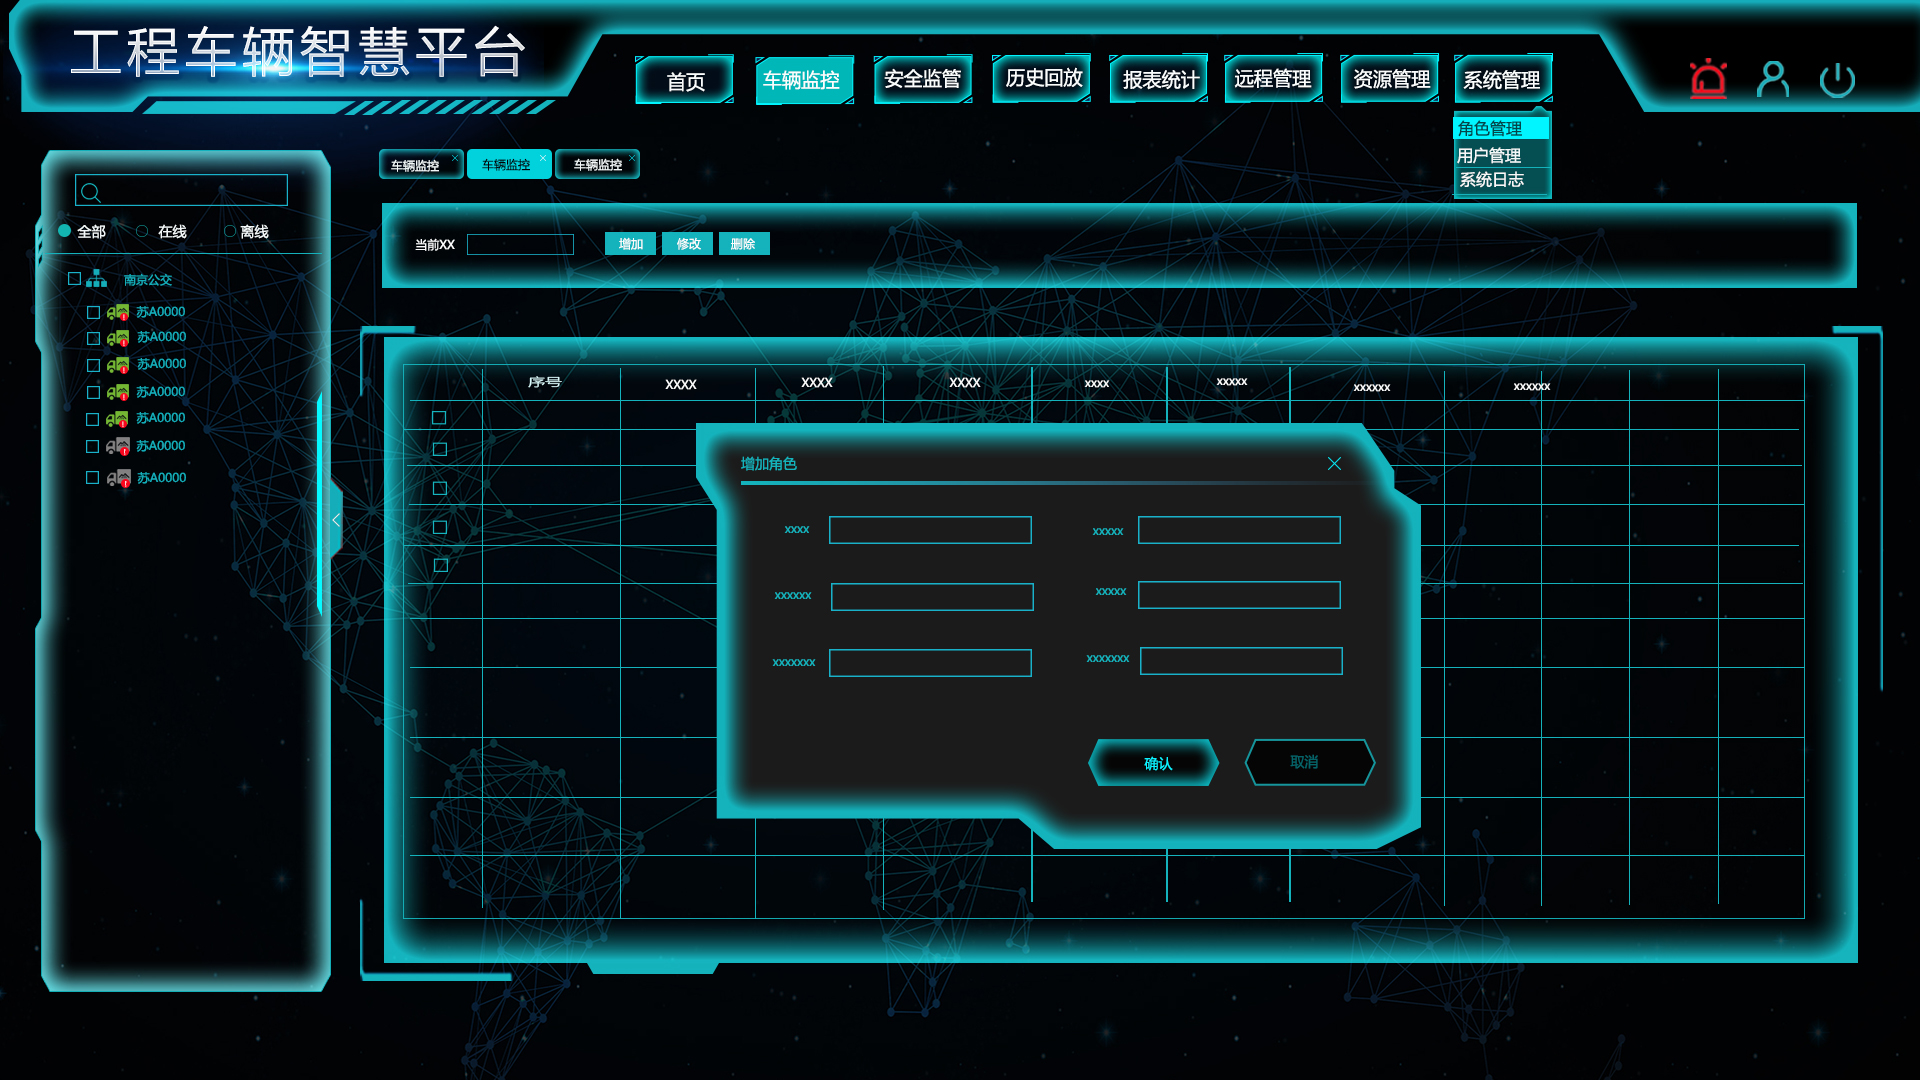 工程车辆智慧平台
首页
车辆监控
安全监管
历史回放
报表统计
远程管理
资源管理
系统管理
角色管理
用户管理
系统日志
车辆监控
车辆监控
车辆监控
全部
在线
离线
当前XX
增加
修改
删除
南京公交
苏A0000
苏A0000
苏A0000
苏A0000
苏A0000
苏A0000
苏A0000
序号
XXXX
XXXX
XXXX
xxxx
xxxxx
xxxxxx
xxxxxx
增加角色
xxxx
xxxxx
xxxxxx
xxxxx
xxxxxxx
xxxxxxx
确认
取消